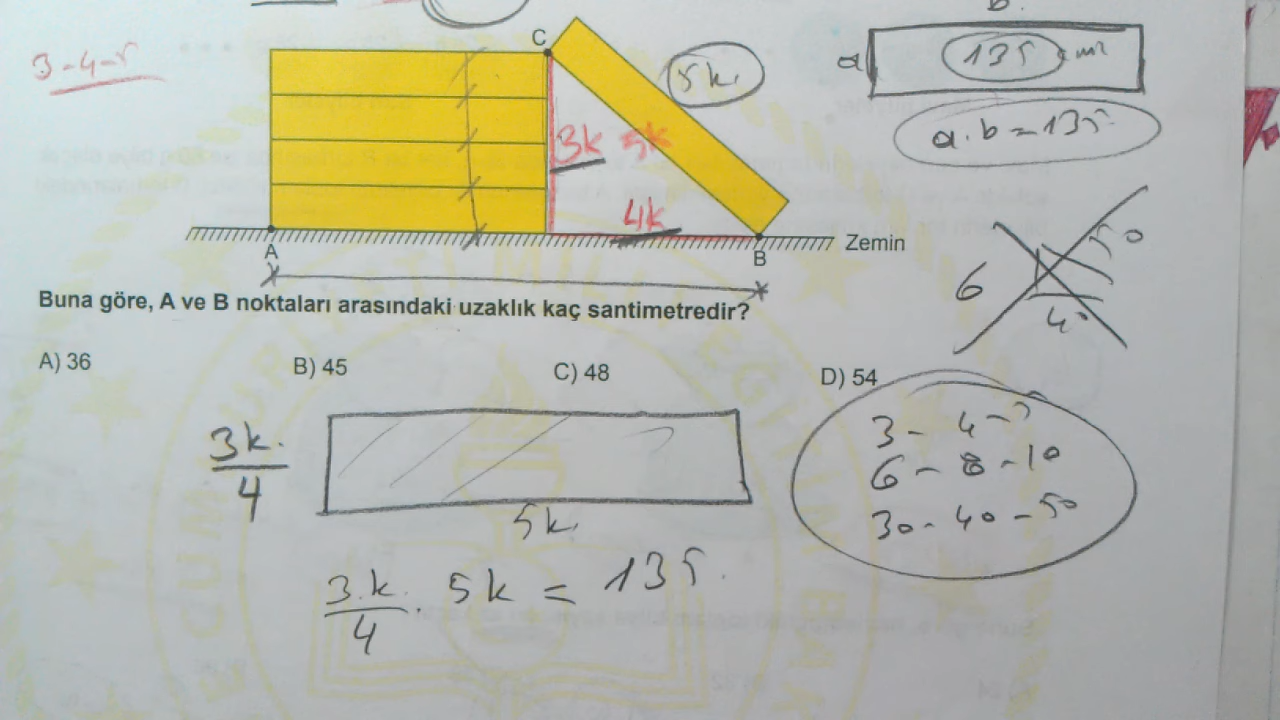 b.
3-4-5
C
5k.
a
135 cm²
a.b = 135
3k 5k
4k
Zemin
A
B
6
4
Buna göre, A ve B noktaları arasındaki uzaklık kaç santimetredir?
A) 36
B) 45
C) 48
D) 54
3k.
4
5k.
3 - 4 - 5
6 - 8 - 10
30 - 40 - 50
3.k . 5k = 135.
4